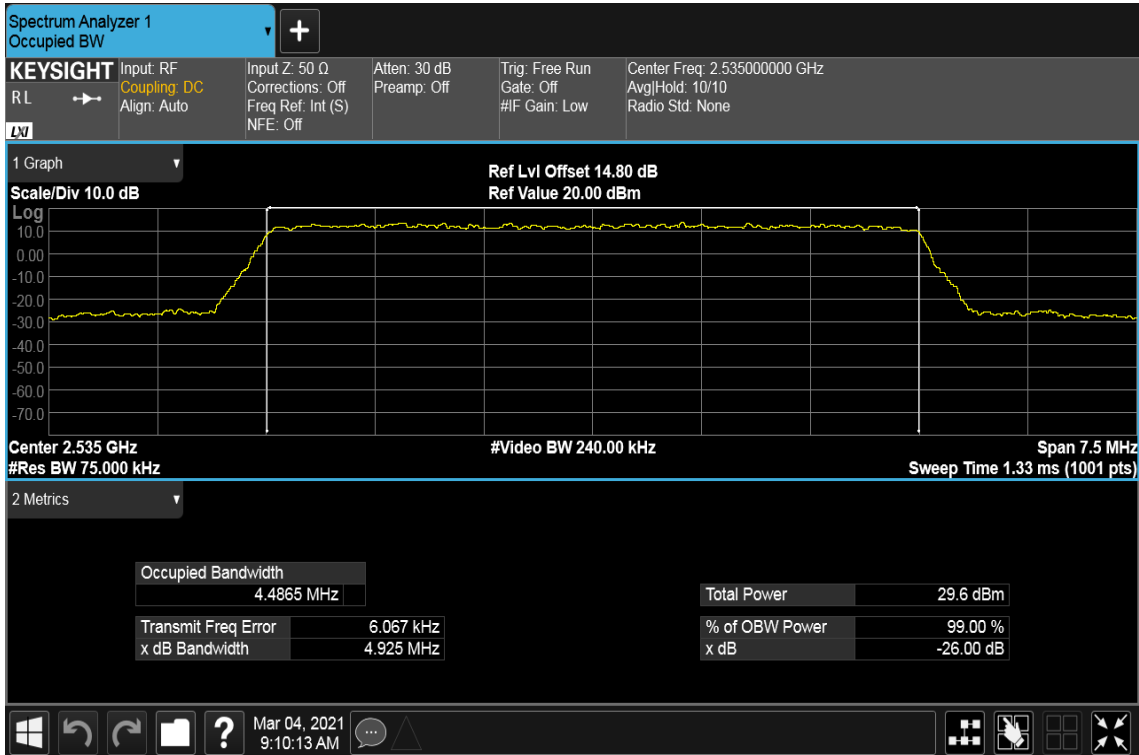 Spectrum Analyzer 1
Occupied BW
+
KEYSIGHT
R L
LXI
Input: RF
Coupling: DC
Align: Auto
Input Z: 50 Ω
Corrections: Off
Freq Ref: Int (S)
NFE: Off
Atten: 30 dB
Preamp: Off
Trig: Free Run
Gate: Off
#IF Gain: Low
Center Freq: 2.535000000 GHz
Avg|Hold: 10/10
Radio Std: None
1 Graph
Scale/Div 10.0 dB
Ref Lvl Offset 14.80 dB
Ref Value 20.00 dBm
Log
10.0
0.00
-10.0
-20.0
-30.0
-40.0
-50.0
-60.0
-70.0
Center 2.535 GHz
#Res BW 75.000 kHz
#Video BW 240.00 kHz
Span 7.5 MHz
Sweep Time 1.33 ms (1001 pts)
2 Metrics
Occupied Bandwidth
4.4865 MHz
Transmit Freq Error 6.067 kHz
x dB Bandwidth 4.925 MHz
Total Power 29.6 dBm
% of OBW Power 99.00 %
x dB -26.00 dB
?
Mar 04, 2021
9:10:13 AM